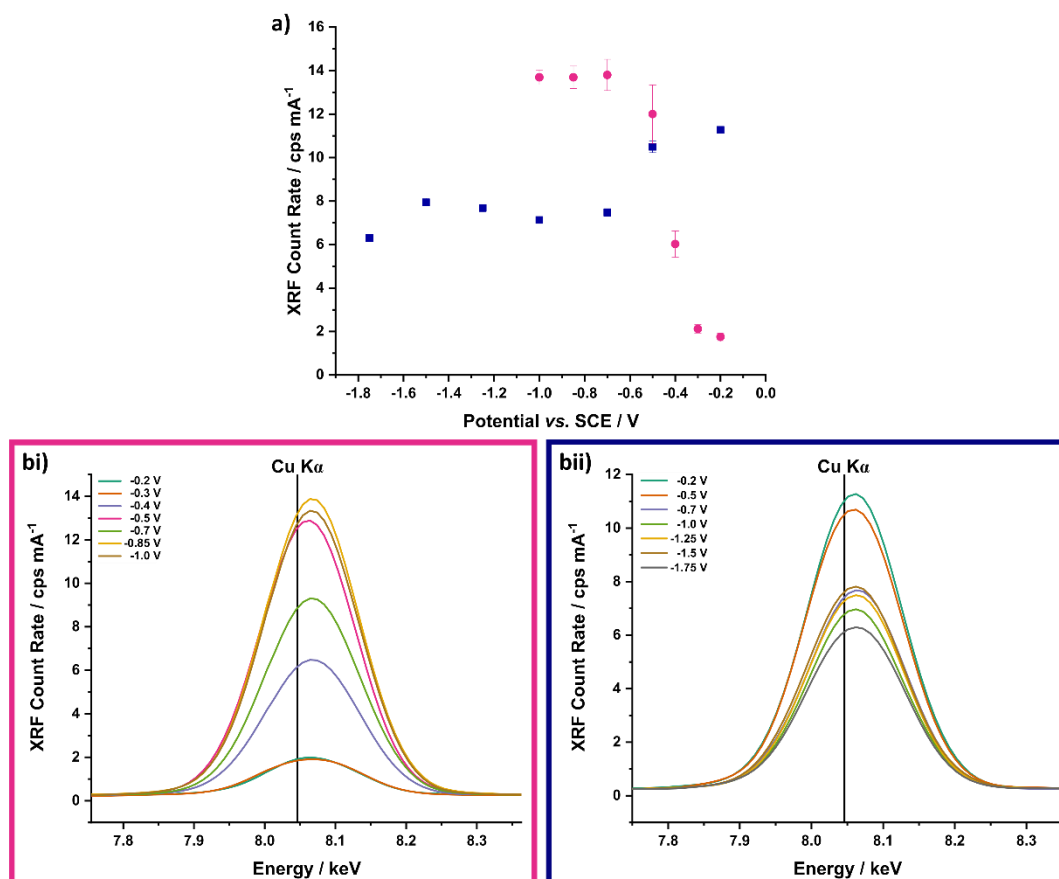 a)
16
14
12
10
8
6
4
2
0
XRF Count Rate / cps mA⁻¹
-1.8 -1.6 -1.4 -1.2 -1.0 -0.8 -0.6 -0.4 -0.2 0.0
Potential vs. SCE / V
bi)
Cu Kα
-0.2 V
-0.3 V
-0.4 V
-0.5 V
-0.7 V
-0.85 V
-1.0 V
14
12
10
8
6
4
2
0
XRF Count Rate / cps mA⁻¹
7.8 7.9 8.0 8.1 8.2 8.3
Energy / keV
bii)
Cu Kα
-0.2 V
-0.5 V
-0.7 V
-1.0 V
-1.25 V
-1.5 V
-1.75 V
12
10
8
6
4
2
0
XRF Count Rate / cps mA⁻¹
7.8 7.9 8.0 8.1 8.2 8.3
Energy / keV